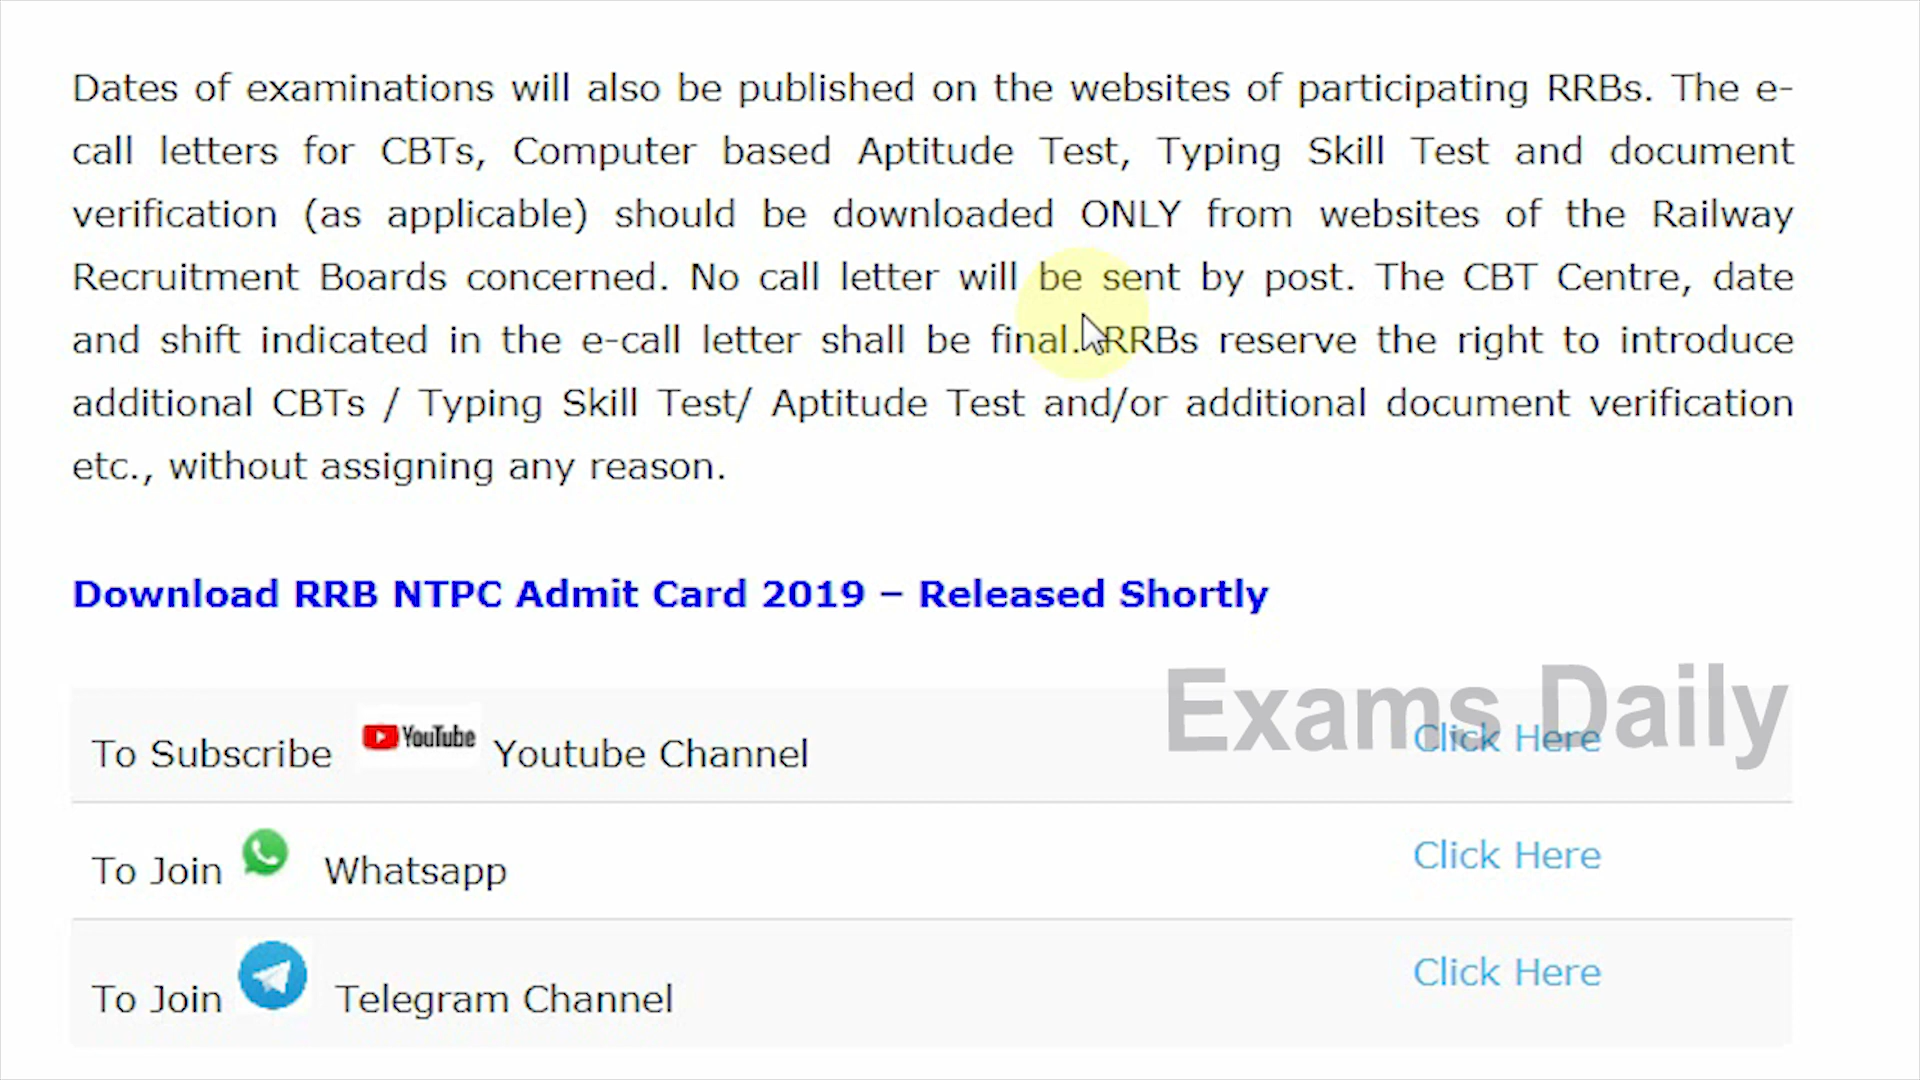 Dates of examinations will also be published on the websites of participating RRBs. The e-
call letters for CBTs, Computer based Aptitude Test, Typing Skill Test and document
verification (as applicable) should be downloaded ONLY from websites of the Railway
Recruitment Boards concerned. No call letter will be sent by post. The CBT Centre, date
and shift indicated in the e-call letter shall be final. RRBs reserve the right to introduce
additional CBTs / Typing Skill Test/ Aptitude Test and/or additional document verification
etc., without assigning any reason.
Download RRB NTPC Admit Card 2019 – Released Shortly
Exams Daily
To Subscribe YouTube Youtube Channel Click Here
To Join Whatsapp Click Here
To Join Telegram Channel Click Here